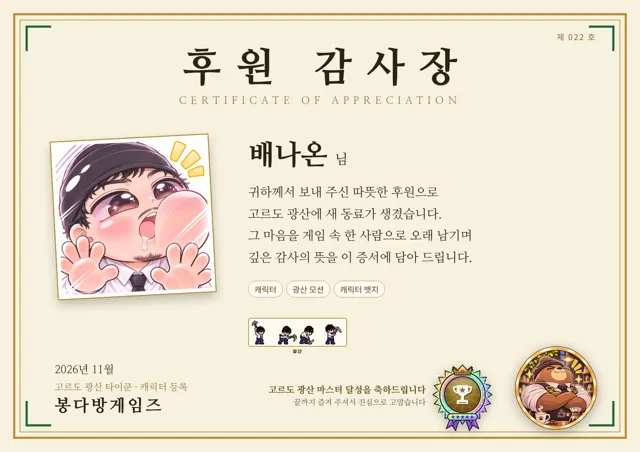 제 022 호
후원 감사장
CERTIFICATE OF APPRECIATION
배나온 님
귀하께서 보내 주신 따뜻한 후원으로
고르도 광산에 새 동료가 생겼습니다.
그 마음을 게임 속 한 사람으로 오래 남기며
깊은 감사의 뜻을 이 증서에 담아 드립니다.
캐릭터 광산 모션 캐릭터 뱃지
2026년 11월
고르도 광산 타이쿤 · 캐릭터 등록
봉다방게임즈
고르도 광산 마스터 달성을 축하드립니다
끝까지 즐겨 주셔서 진심으로 고맙습니다